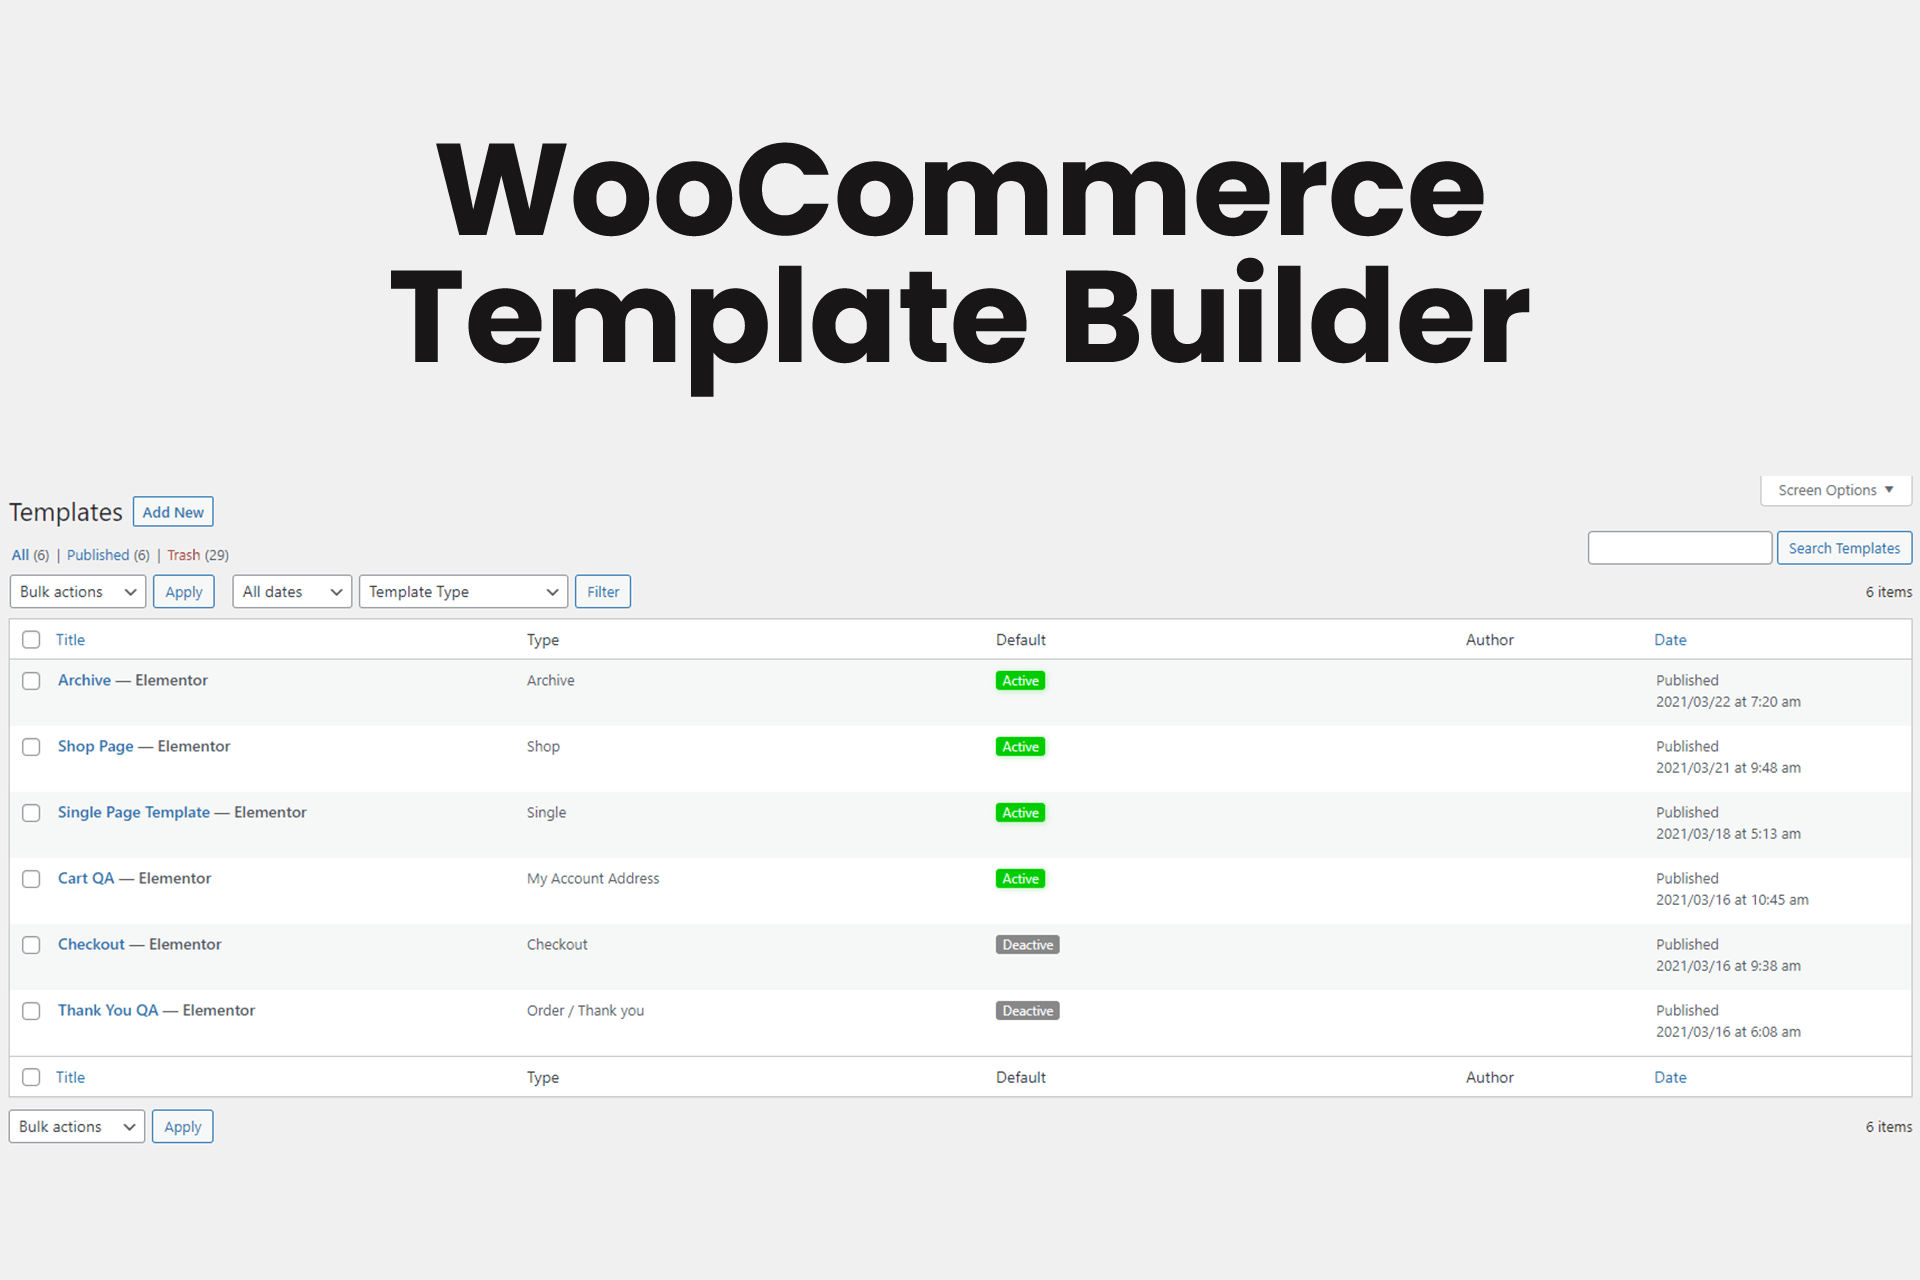 WooCommerce
Template Builder
Screen Options ▼
Templates Add New
All (6) | Published (6) | Trash (29)
Search Templates
Bulk actions Apply All dates Template Type Filter 6 items
Title Type Default Author Date
Archive — Elementor Archive Active Published
2021/03/22 at 7:20 am
Shop Page — Elementor Shop Active Published
2021/03/21 at 9:48 am
Single Page Template — Elementor Single Active Published
2021/03/18 at 5:13 am
Cart QA — Elementor My Account Address Active Published
2021/03/16 at 10:45 am
Checkout — Elementor Checkout Deactive Published
2021/03/16 at 9:38 am
Thank You QA — Elementor Order / Thank you Deactive Published
2021/03/16 at 6:08 am
Title Type Default Author Date
Bulk actions Apply 6 items